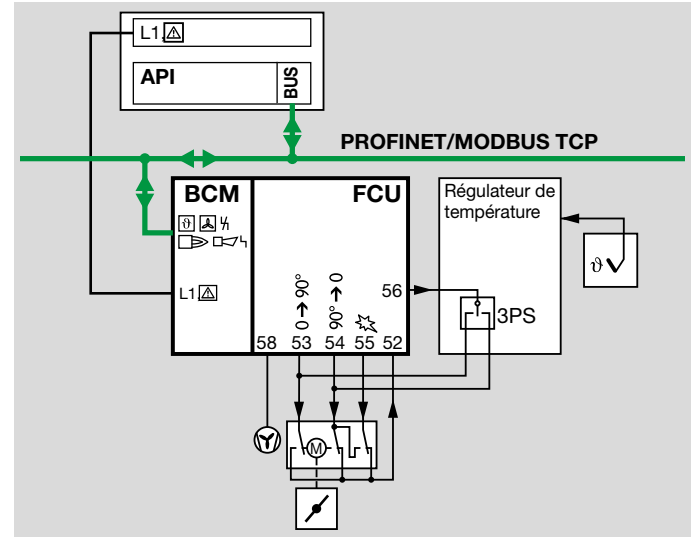 L1.
API
BUS
PROFINET/MODBUS TCP
BCM
FCU
Régulateur de
température
ϑ
ϑ
L1.
0 → 90°
90° → 0
56
3PS
58 53 54 55 52
M